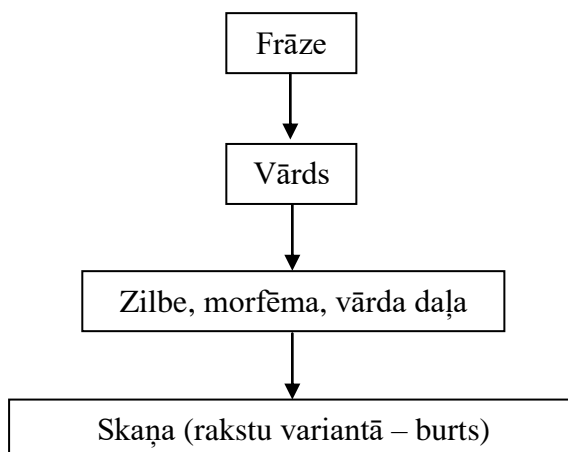 Frāze
Vārds
Zilbe, morfēma, vārda daļa
Skaņa (rakstu variantā – burts)